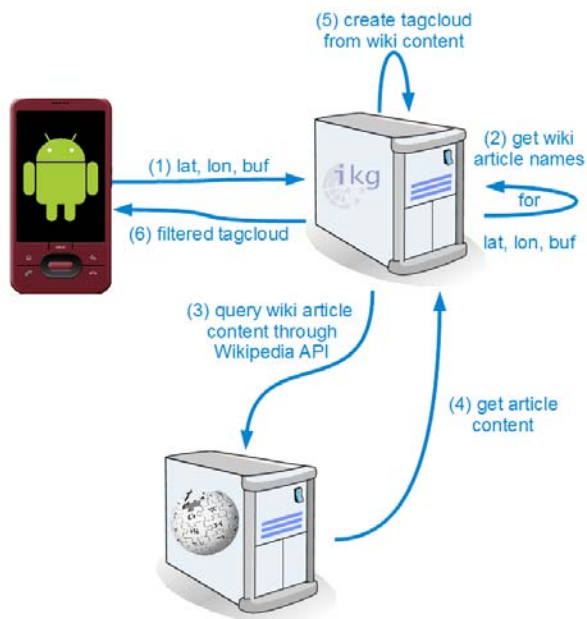 (5) create tagcloud
from wiki content
(1) lat, lon, buf
ikg
(2) get wiki
article names
for
lat, lon, buf
(6) filtered tagcloud
(3) query wiki article
content through
Wikipedia API
(4) get article
content